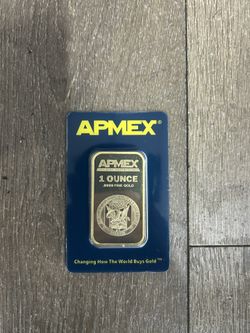 APMEX®
APMEX
1 OUNCE
.9999 FINE GOLD
Changing How The World Buys Gold™